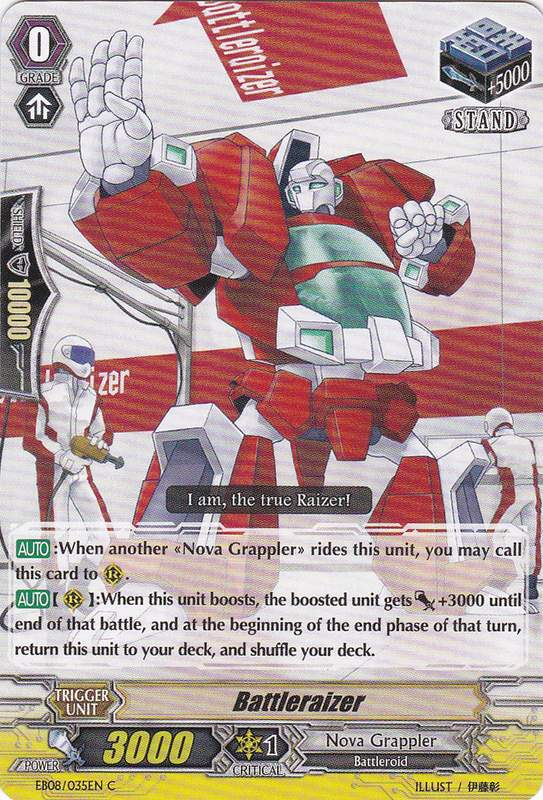 0
GRADE
Battleroizer
+5000
STAND
SHIELD
10000
izer
I am, the true Raizer!
AUTO:When another «Nova Grappler» rides this unit, you may call
this card to R.
AUTO[ R ]:When this unit boosts, the boosted unit gets +3000 until
end of that battle, and at the beginning of the end phase of that turn,
return this unit to your deck, and shuffle your deck.
TRIGGER
UNIT
Battleraizer
POWER
3000
1
CRITICAL
Nova Grappler
Battleroid
EB08/035EN C
ILLUST / 伊藤彰